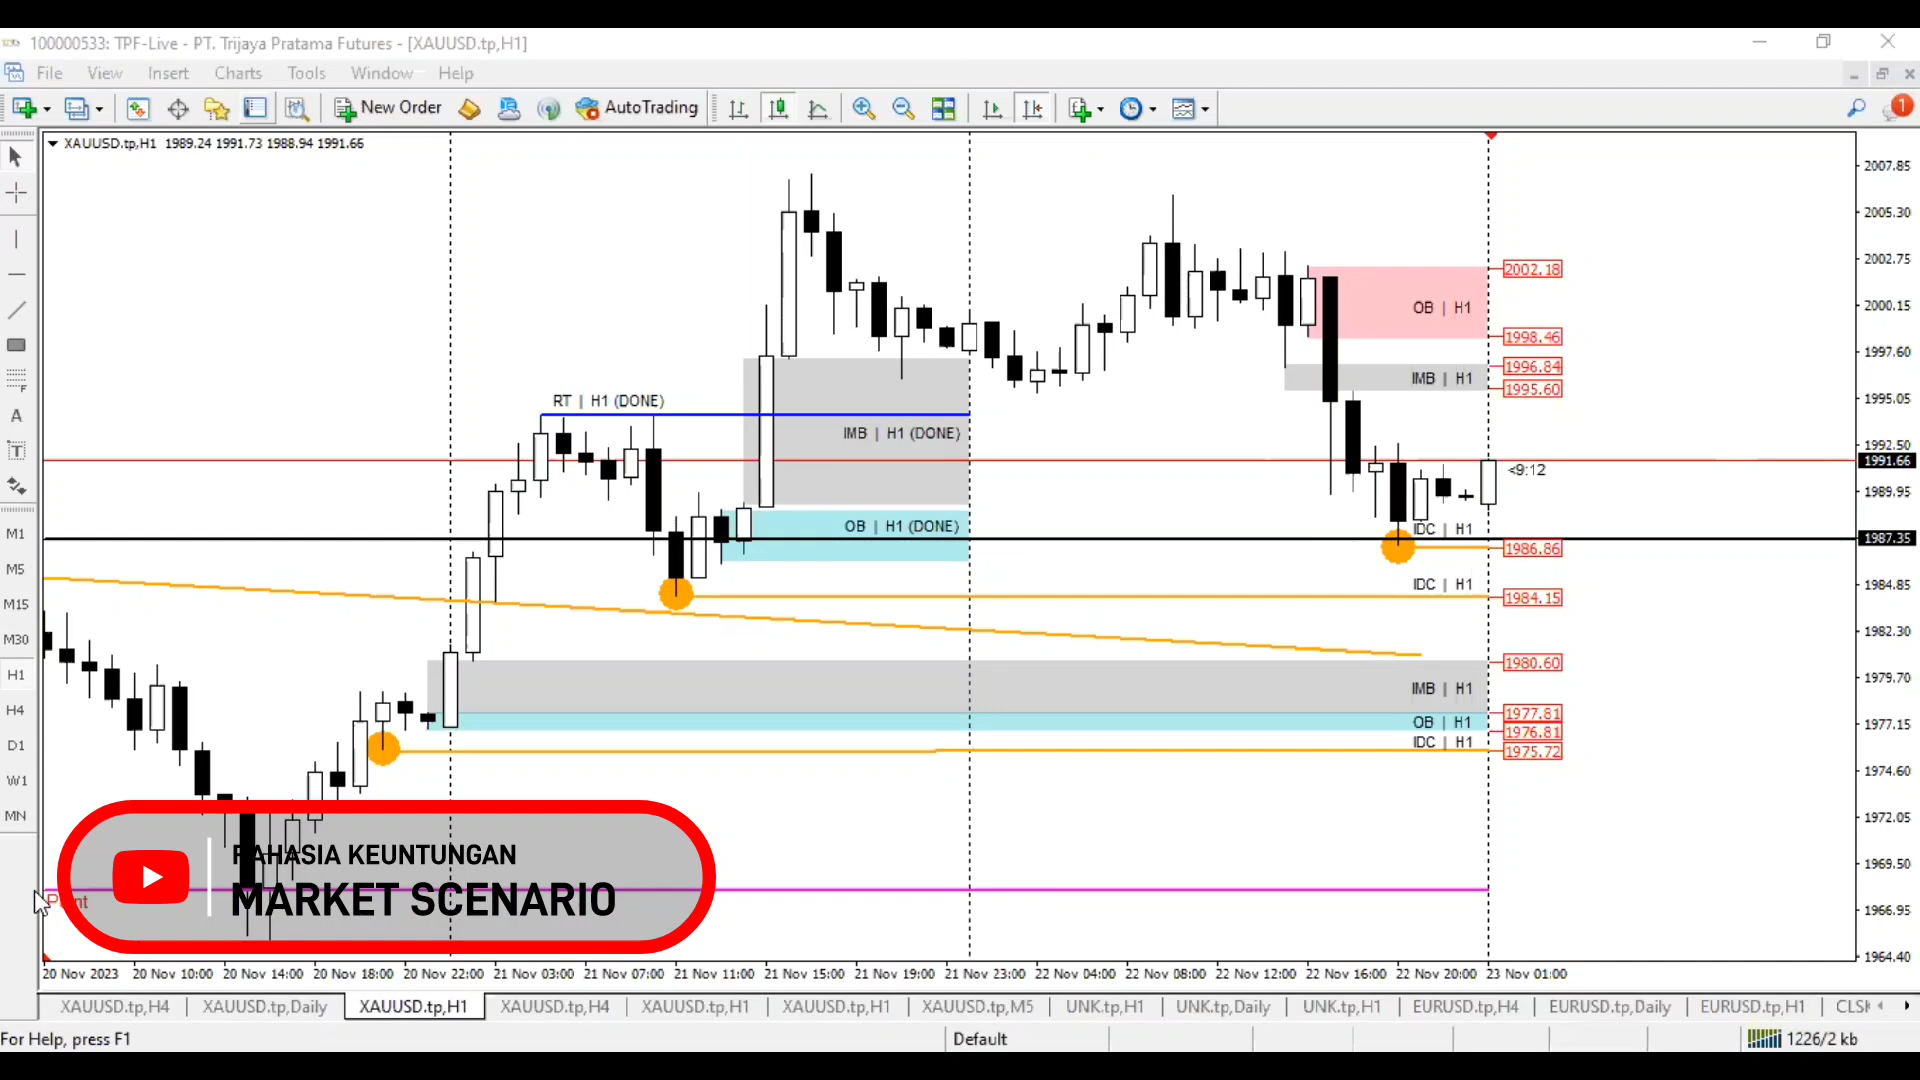 100000533: TPF-Live - PT. Trijaya Pratama Futures - [XAUUSD.tp,H1]
File View Insert Charts Tools Window Help
New Order AutoTrading 1
XAUUSD.tp,H1 1989.24 1991.73 1988.94 1991.66
2007.85
2005.30
2002.75
2002.18
OB | H1
2000.15
1998.46
1997.60
1996.84
IMB | H1
1995.60
RT | H1 (DONE)
1995.05
IMB | H1 (DONE)
1992.50
1991.66
<9:12
1989.95
OB | H1 (DONE)
IDC | H1
1987.35
1986.86
IDC | H1
1984.85
1984.15
1982.30
1980.60
1979.70
IMB | H1
1977.81
OB | H1
1977.15
1976.81
IDC | H1
1975.72
1974.60
1972.05
1969.50
1966.95
1964.40
A
T
M1
M5
M15
M30
H1
H4
D1
W1
MN
RAHASIA KEUNTUNGAN
MARKET SCENARIO
20 Nov 2023 20 Nov 10:00 20 Nov 14:00 20 Nov 18:00 20 Nov 22:00 21 Nov 03:00 21 Nov 07:00 21 Nov 11:00 21 Nov 15:00 21 Nov 19:00 21 Nov 23:00 22 Nov 04:00 22 Nov 08:00 22 Nov 12:00 22 Nov 16:00 22 Nov 20:00 23 Nov 01:00
XAUUSD.tp,H4 XAUUSD.tp,Daily XAUUSD.tp,H1 XAUUSD.tp,H4 XAUUSD.tp,H1 XAUUSD.tp,H1 XAUUSD.tp,M5 UNK.tp,H1 UNK.tp,Daily UNK.tp,H1 EURUSD.tp,H4 EURUSD.tp,Daily EURUSD.tp,H1
For Help, press F1 Default 1226/2 kb